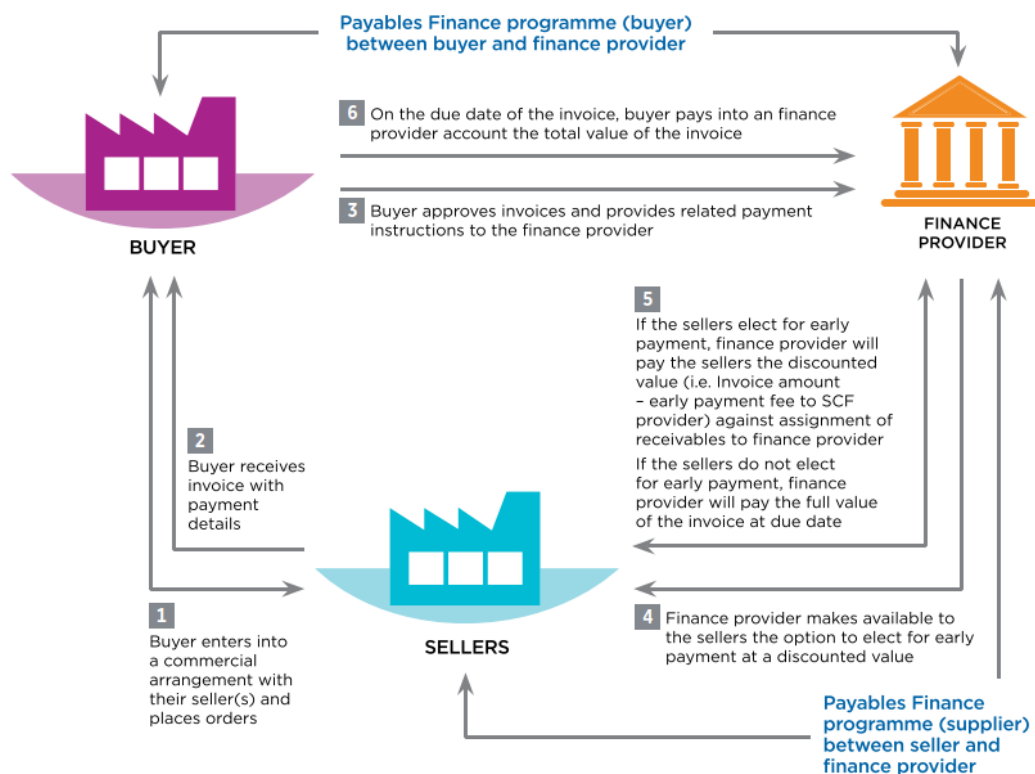 Payables Finance programme (buyer)
between buyer and finance provider
6 On the due date of the invoice, buyer pays into an finance
provider account the total value of the invoice
3 Buyer approves invoices and provides related payment
instructions to the finance provider
BUYER
FINANCE
PROVIDER
5
If the sellers elect for early
payment, finance provider will
pay the sellers the discounted
value (i.e. Invoice amount
– early payment fee to SCF
provider) against assignment of
receivables to finance provider
If the sellers do not elect
for early payment, finance
provider will pay the full value
of the invoice at due date
2
Buyer receives
invoice with
payment
details
1
Buyer enters into
a commercial
arrangement with
their seller(s) and
places orders
SELLERS
4 Finance provider makes available to
the sellers the option to elect for early
payment at a discounted value
Payables Finance
programme (supplier)
between seller and
finance provider